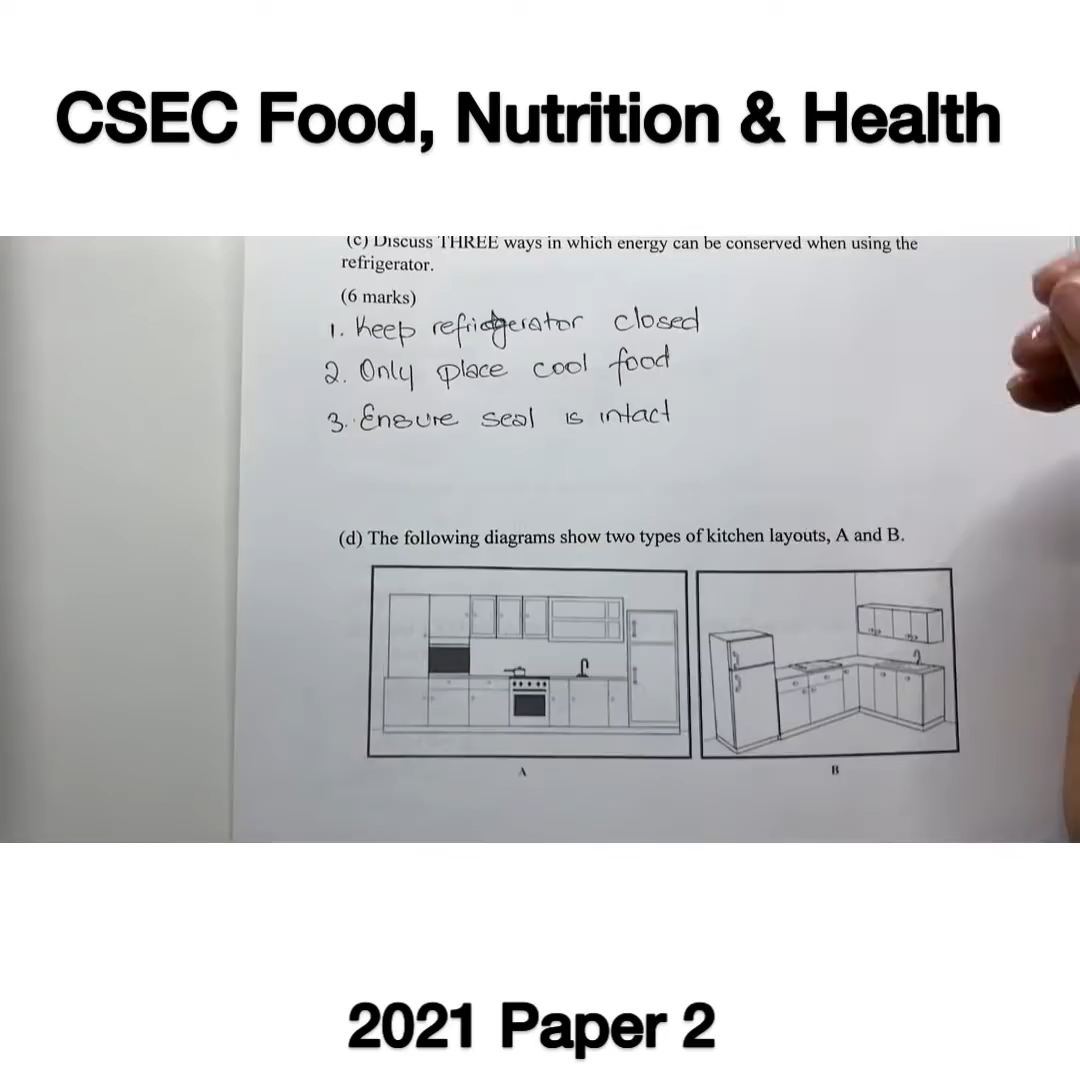 CSEC Food, Nutrition & Health
(c) Discuss THREE ways in which energy can be conserved when using the
refrigerator.
(6 marks)
1. Keep refridgerator closed
2. Only place cool food
3. Ensure seal is intact
(d) The following diagrams show two types of kitchen layouts, A and B.
A
B
2021 Paper 2